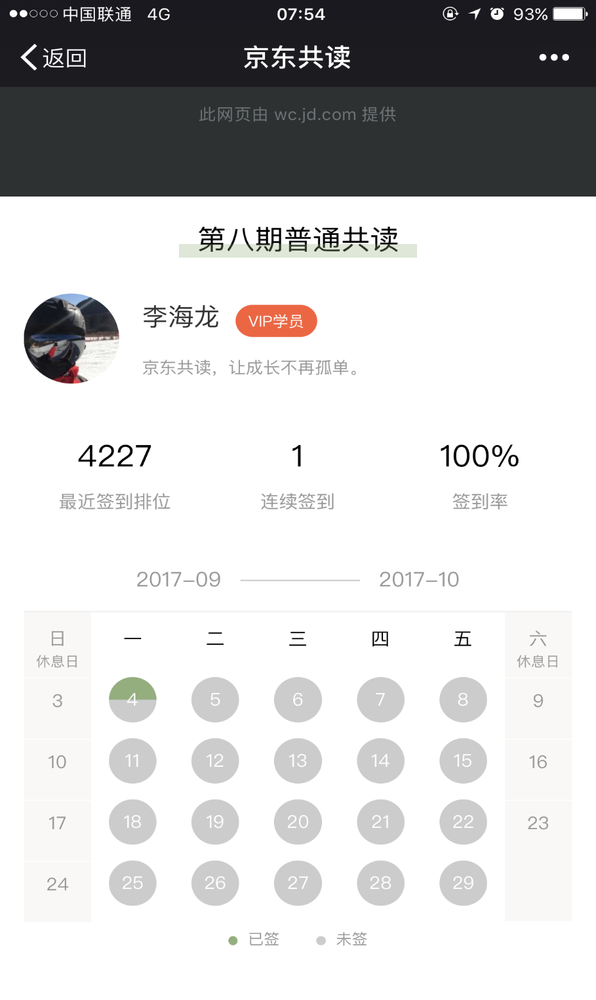 中国联通 4G 07:54 93%
返回 京东共读
此网页由 wc.jd.com 提供
第八期普通共读
李海龙 VIP学员
京东共读，让成长不再孤单。
4227 1 100%
最近签到排位 连续签到 签到率
2017-09 2017-10
日 一 二 三 四 五 六
休息日 休息日
3 4 5 6 7 8 9
10 11 12 13 14 15 16
17 18 19 20 21 22 23
24 25 26 27 28 29
已签 未签